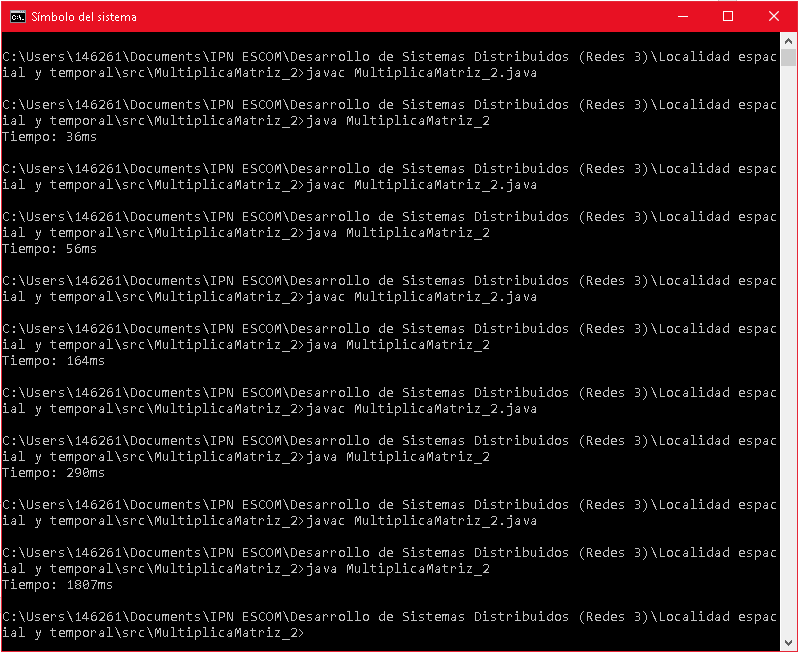 Símbolo del sistema
C:\Users\146261\Documents\IPN ESCOM\Desarrollo de Sistemas Distribuidos (Redes 3)\Localidad espac
ial y temporal\src\MultiplicaMatriz_2>javac MultiplicaMatriz_2.java
C:\Users\146261\Documents\IPN ESCOM\Desarrollo de Sistemas Distribuidos (Redes 3)\Localidad espac
ial y temporal\src\MultiplicaMatriz_2>java MultiplicaMatriz_2
Tiempo: 36ms
C:\Users\146261\Documents\IPN ESCOM\Desarrollo de Sistemas Distribuidos (Redes 3)\Localidad espac
ial y temporal\src\MultiplicaMatriz_2>javac MultiplicaMatriz_2.java
C:\Users\146261\Documents\IPN ESCOM\Desarrollo de Sistemas Distribuidos (Redes 3)\Localidad espac
ial y temporal\src\MultiplicaMatriz_2>java MultiplicaMatriz_2
Tiempo: 56ms
C:\Users\146261\Documents\IPN ESCOM\Desarrollo de Sistemas Distribuidos (Redes 3)\Localidad espac
ial y temporal\src\MultiplicaMatriz_2>javac MultiplicaMatriz_2.java
C:\Users\146261\Documents\IPN ESCOM\Desarrollo de Sistemas Distribuidos (Redes 3)\Localidad espac
ial y temporal\src\MultiplicaMatriz_2>java MultiplicaMatriz_2
Tiempo: 164ms
C:\Users\146261\Documents\IPN ESCOM\Desarrollo de Sistemas Distribuidos (Redes 3)\Localidad espac
ial y temporal\src\MultiplicaMatriz_2>javac MultiplicaMatriz_2.java
C:\Users\146261\Documents\IPN ESCOM\Desarrollo de Sistemas Distribuidos (Redes 3)\Localidad espac
ial y temporal\src\MultiplicaMatriz_2>java MultiplicaMatriz_2
Tiempo: 290ms
C:\Users\146261\Documents\IPN ESCOM\Desarrollo de Sistemas Distribuidos (Redes 3)\Localidad espac
ial y temporal\src\MultiplicaMatriz_2>javac MultiplicaMatriz_2.java
C:\Users\146261\Documents\IPN ESCOM\Desarrollo de Sistemas Distribuidos (Redes 3)\Localidad espac
ial y temporal\src\MultiplicaMatriz_2>java MultiplicaMatriz_2
Tiempo: 1807ms
C:\Users\146261\Documents\IPN ESCOM\Desarrollo de Sistemas Distribuidos (Redes 3)\Localidad espac
ial y temporal\src\MultiplicaMatriz_2>